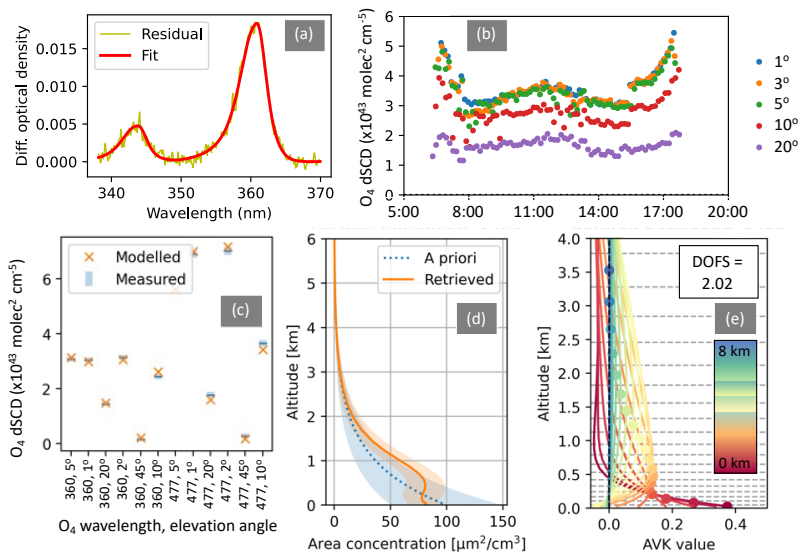 (a)
Residual
Fit
Diff. optical density
0.015
0.010
0.005
0.000
340
350
360
370
Wavelength (nm)
(b)
O₄ dSCD (x10⁴³ molec² cm⁻⁵)
6
5
4
3
2
1
0
5:00
8:00
11:00
14:00
17:00
20:00
1°
3°
5°
10°
20°
(c)
Modelled
Measured
O₄ dSCD (x10⁴³ molec² cm⁻⁵)
6
4
2
0
360, 5°
360, 1°
360, 20°
360, 2°
360, 45°
360, 10°
477, 5°
477, 1°
477, 20°
477, 2°
477, 45°
477, 10°
O₄ wavelength, elevation angle
(d)
A priori
Retrieved
Altitude [km]
6
5
4
3
2
1
0
0
50
100
150
Area concentration [μm²/cm³]
(e)
DOFS =
2.02
8 km
0 km
Altitude [km]
4.0
3.5
3.0
2.5
2.0
1.5
1.0
0.5
0.0
0.0
0.2
0.4
AVK value